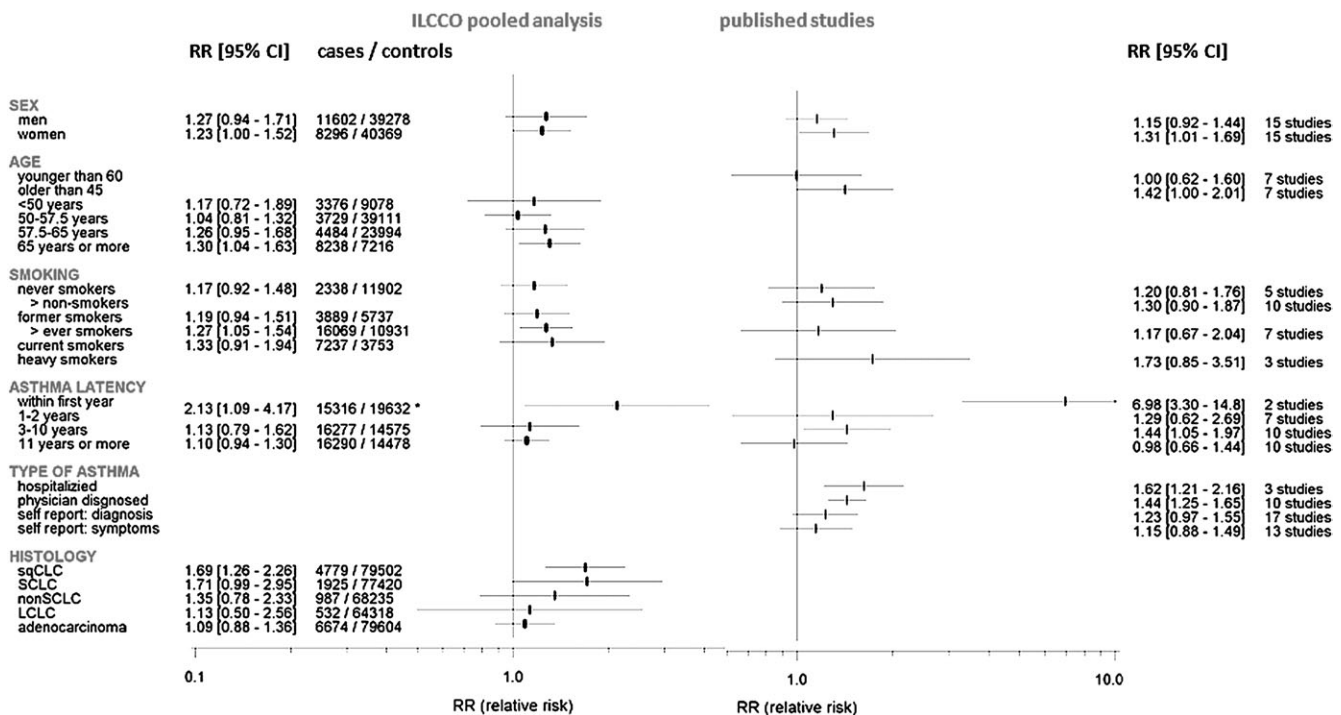 ILCCO pooled analysis published studies
RR [95% CI] cases / controls RR [95% CI]
SEX
men 1.27 [0.94 - 1.71] 11602 / 39278 1.15 [0.92 - 1.44] 15 studies
women 1.23 [1.00 - 1.52] 8296 / 40369 1.31 [1.01 - 1.69] 15 studies
AGE
younger than 60 1.00 [0.62 - 1.60] 7 studies
older than 45 1.42 [1.00 - 2.01] 7 studies
<50 years 1.17 [0.72 - 1.89] 3376 / 9078
50-57.5 years 1.04 [0.81 - 1.32] 3729 / 39111
57.5-65 years 1.26 [0.95 - 1.68] 4484 / 23994
65 years or more 1.30 [1.04 - 1.63] 8238 / 7216
SMOKING
never smokers 1.17 [0.92 - 1.48] 2338 / 11902 1.20 [0.81 - 1.76] 5 studies
> non-smokers 1.30 [0.90 - 1.87] 10 studies
former smokers 1.19 [0.94 - 1.51] 3889 / 5737
> ever smokers 1.27 [1.05 - 1.54] 16069 / 10931 1.17 [0.67 - 2.04] 7 studies
current smokers 1.33 [0.91 - 1.94] 7237 / 3753
heavy smokers 1.73 [0.85 - 3.51] 3 studies
ASTHMA LATENCY
within first year 2.13 [1.09 - 4.17] 15316 / 19632 * 6.98 [3.30 - 14.8] 2 studies
1-2 years 1.29 [0.62 - 2.69] 7 studies
3-10 years 1.13 [0.79 - 1.62] 16277 / 14575 1.44 [1.05 - 1.97] 10 studies
11 years or more 1.10 [0.94 - 1.30] 16290 / 14478 0.98 [0.66 - 1.44] 10 studies
TYPE OF ASTHMA
hospitalizied 1.62 [1.21 - 2.16] 3 studies
physician disgnosed 1.44 [1.25 - 1.65] 10 studies
self report: diagnosis 1.23 [0.97 - 1.55] 17 studies
self report: symptoms 1.15 [0.88 - 1.49] 13 studies
HISTOLOGY
sqCLC 1.69 [1.26 - 2.26] 4779 / 79502
SCLC 1.71 [0.99 - 2.95] 1925 / 77420
nonSCLC 1.35 [0.78 - 2.33] 987 / 68235
LCLC 1.13 [0.50 - 2.56] 532 / 64318
adenocarcinoma 1.09 [0.88 - 1.36] 6674 / 79604
0.1 1.0 1.0 10.0
RR (relative risk) RR (relative risk)